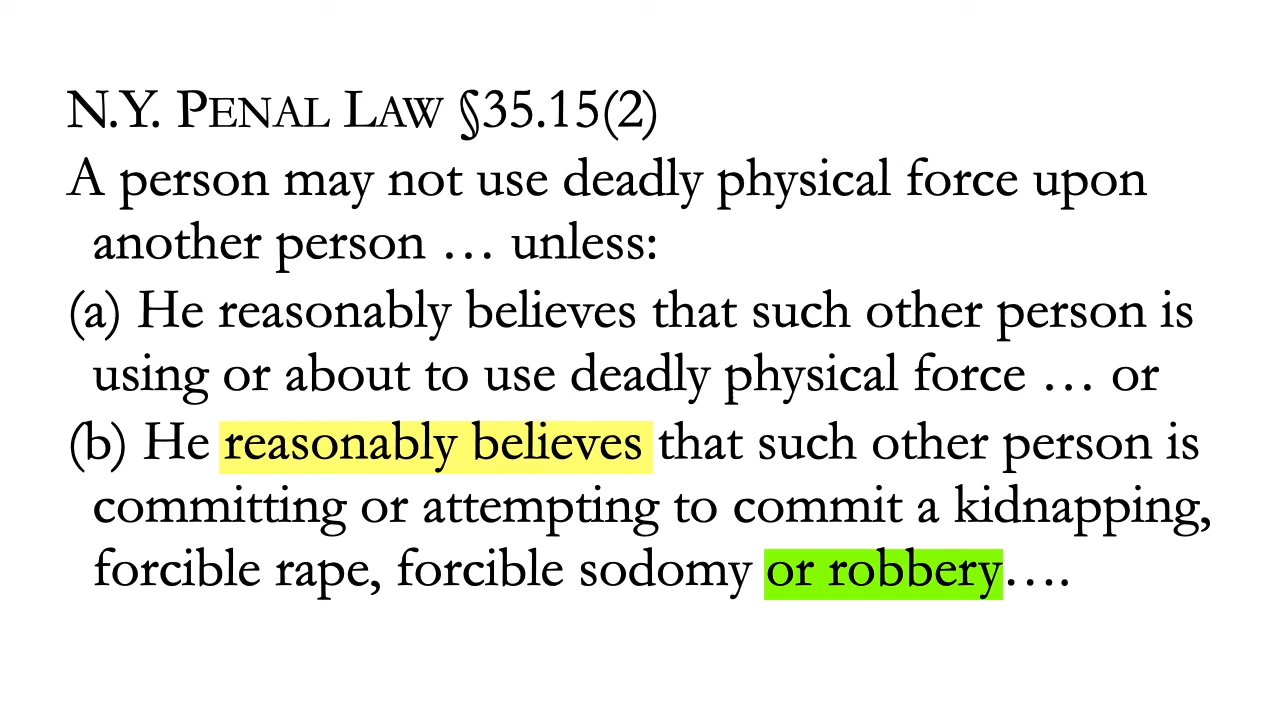 N.Y. PENAL LAW §35.15(2)
A person may not use deadly physical force upon
another person … unless:
(a) He reasonably believes that such other person is
using or about to use deadly physical force … or
(b) He reasonably believes that such other person is
committing or attempting to commit a kidnapping,
forcible rape, forcible sodomy or robbery….